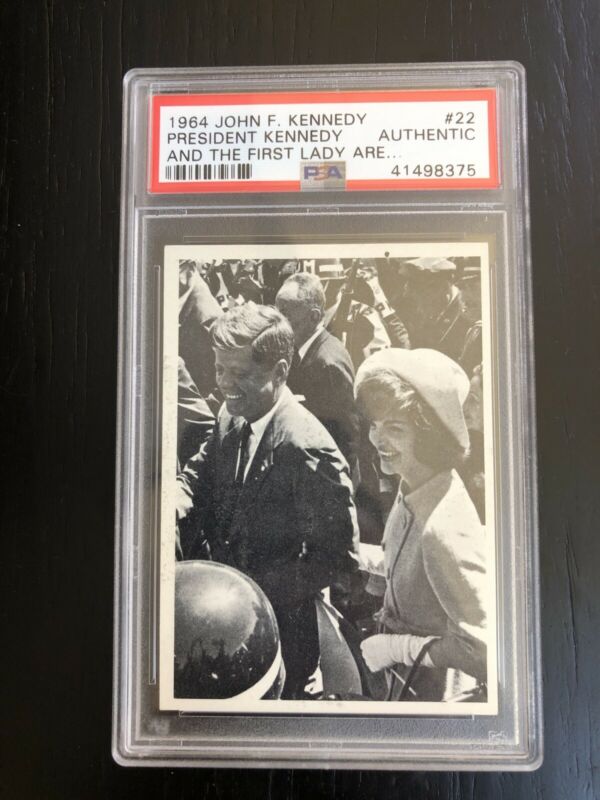 1964 JOHN F. KENNEDY #22
PRESIDENT KENNEDY AUTHENTIC
AND THE FIRST LADY ARE...
PSA 41498375